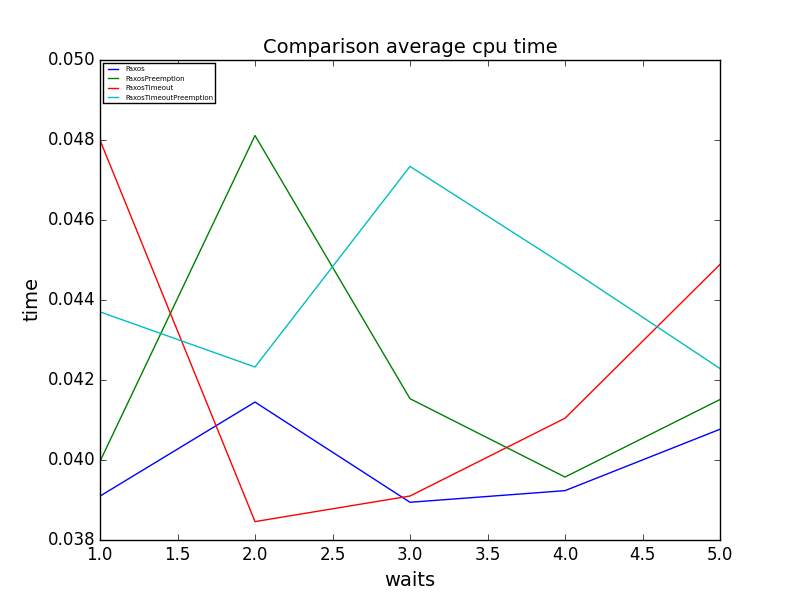 Comparison average cpu time
0.050
0.048
0.046
0.044
0.042
0.040
0.038
time
Paxos
PaxosPreemption
PaxosTimeout
PaxosTimeoutPreemption
1.0 1.5 2.0 2.5 3.0 3.5 4.0 4.5 5.0
waits